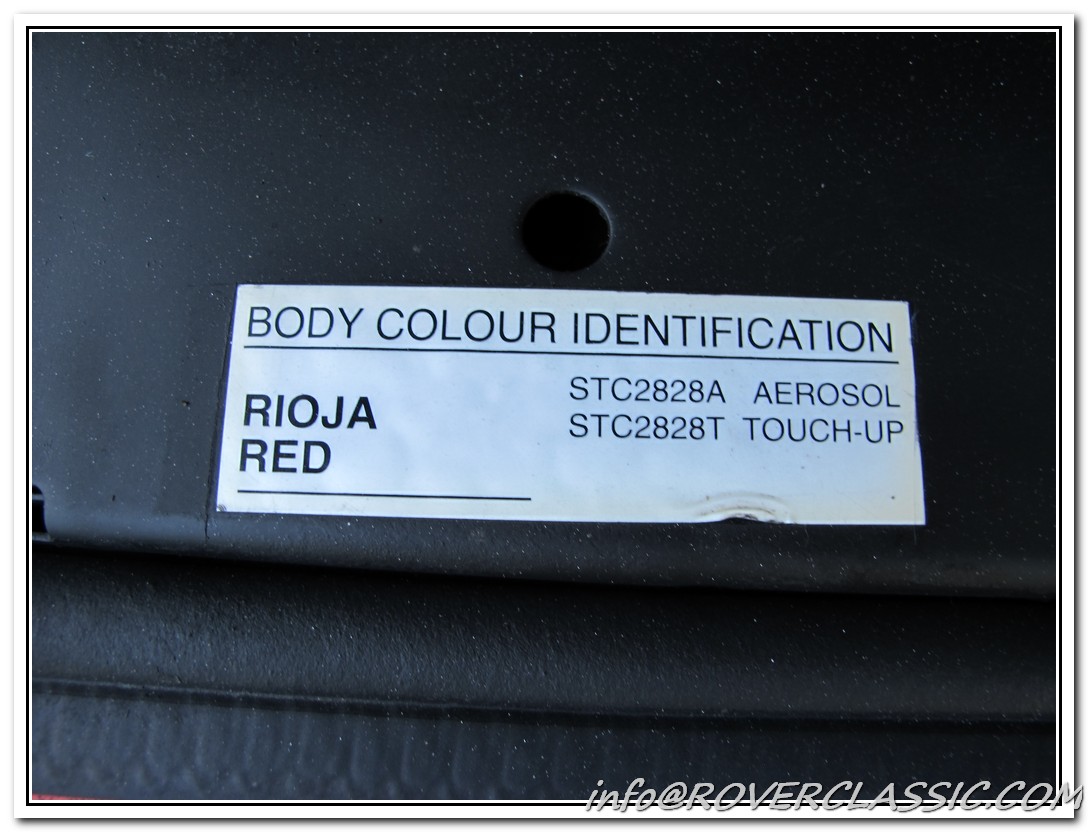 BODY COLOUR IDENTIFICATION
RIOJA
RED
STC2828A AEROSOL
STC2828T TOUCH-UP
info@ROVERCLASSIC.COM